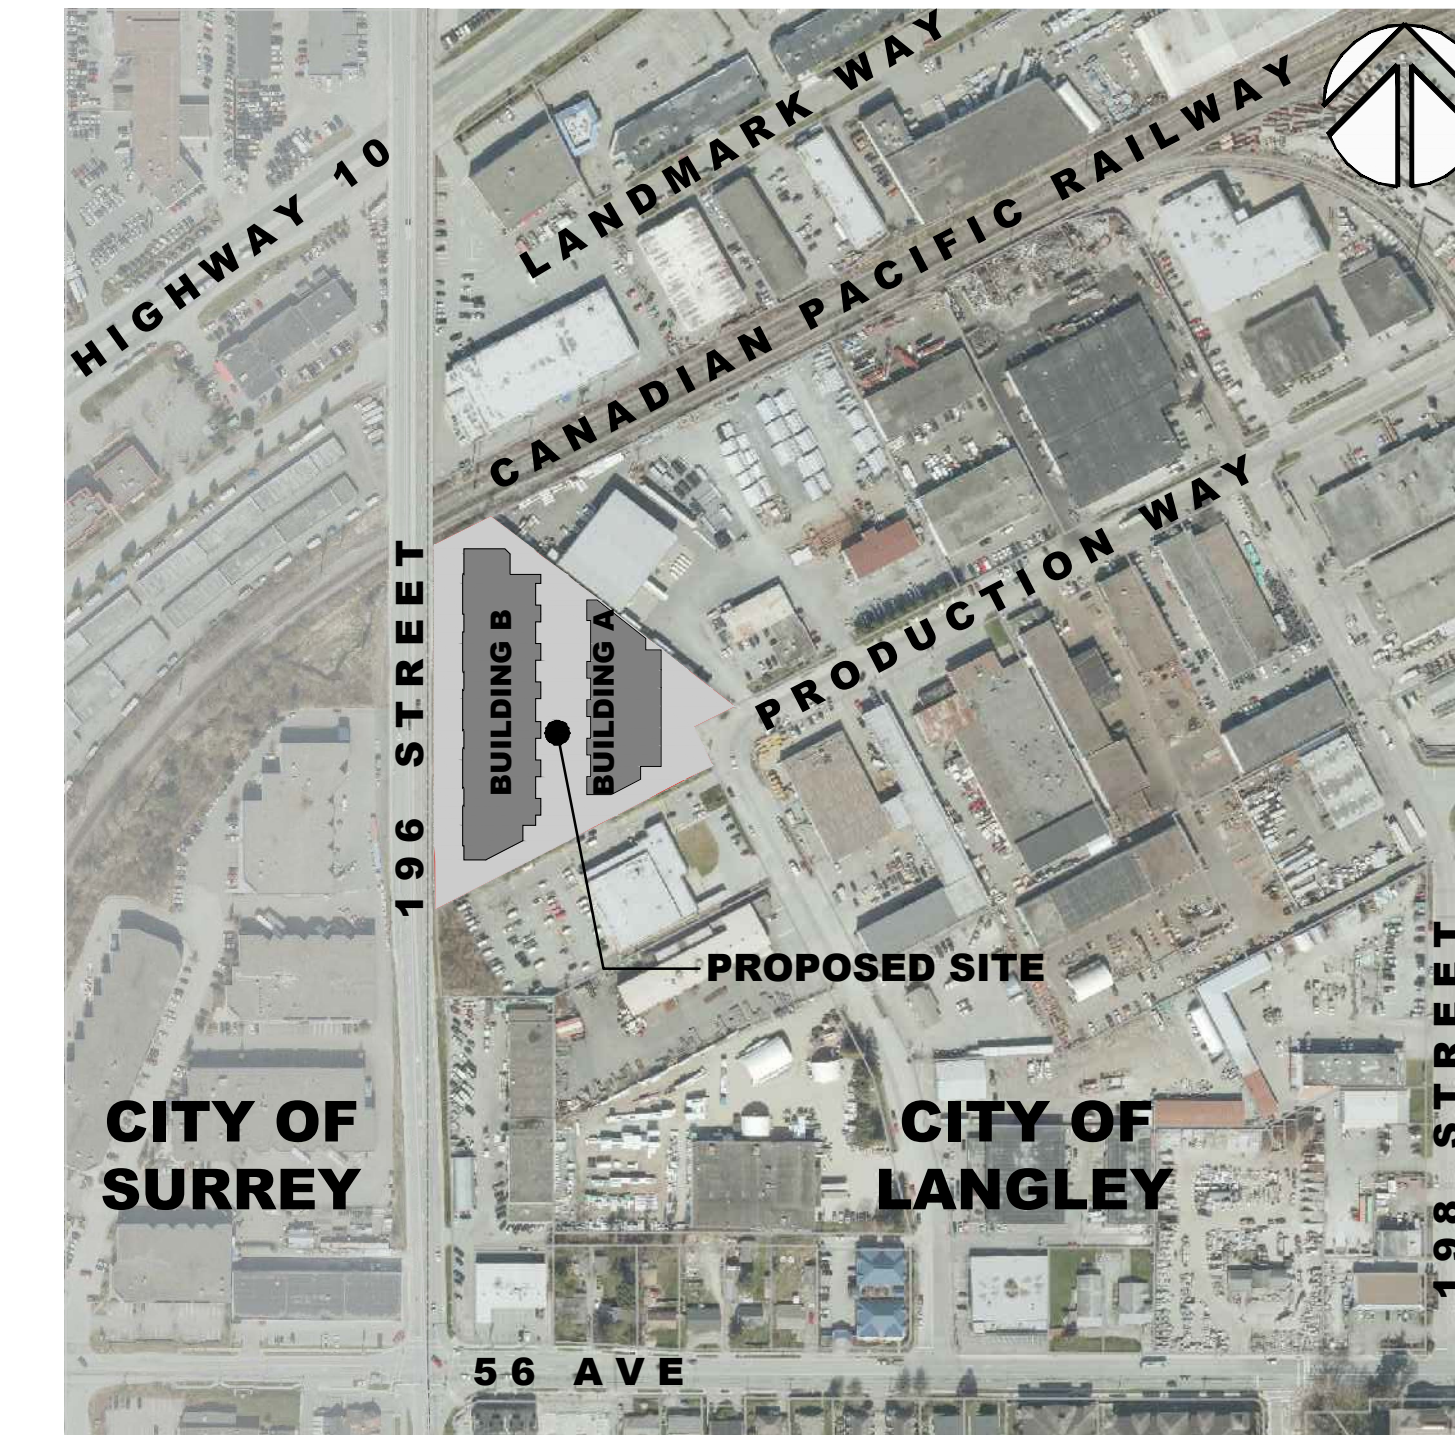 LANDMARK WAY
HIGHWAY 10
CANADIAN PACIFIC RAILWAY
PRODUCTION WAY
196 STREET
BUILDING B
BUILDING A
PROPOSED SITE
CITY OF
SURREY
CITY OF
LANGLEY
198 STREET
56 AVE